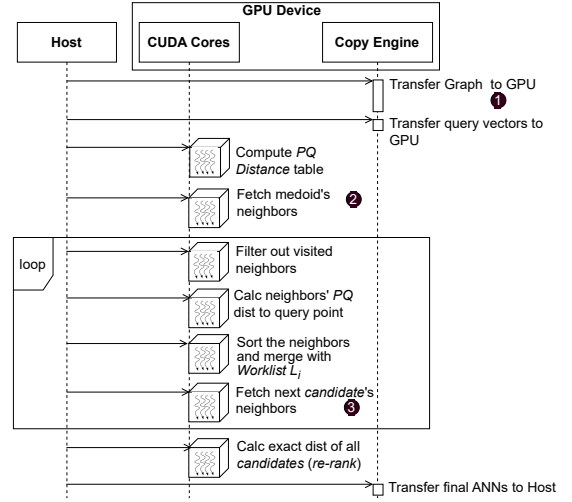 GPU Device
Host
CUDA Cores
Copy Engine
Transfer Graph to GPU
1
Transfer query vectors to
GPU
Compute PQ
Distance table
Fetch medoid's
neighbors
2
loop
Filter out visited
neighbors
Calc neighbors' PQ
dist to query point
Sort the neighbors
and merge with
Worklist Li
Fetch next candidate's
neighbors
3
Calc exact dist of all
candidates (re-rank)
Transfer final ANNs to Host